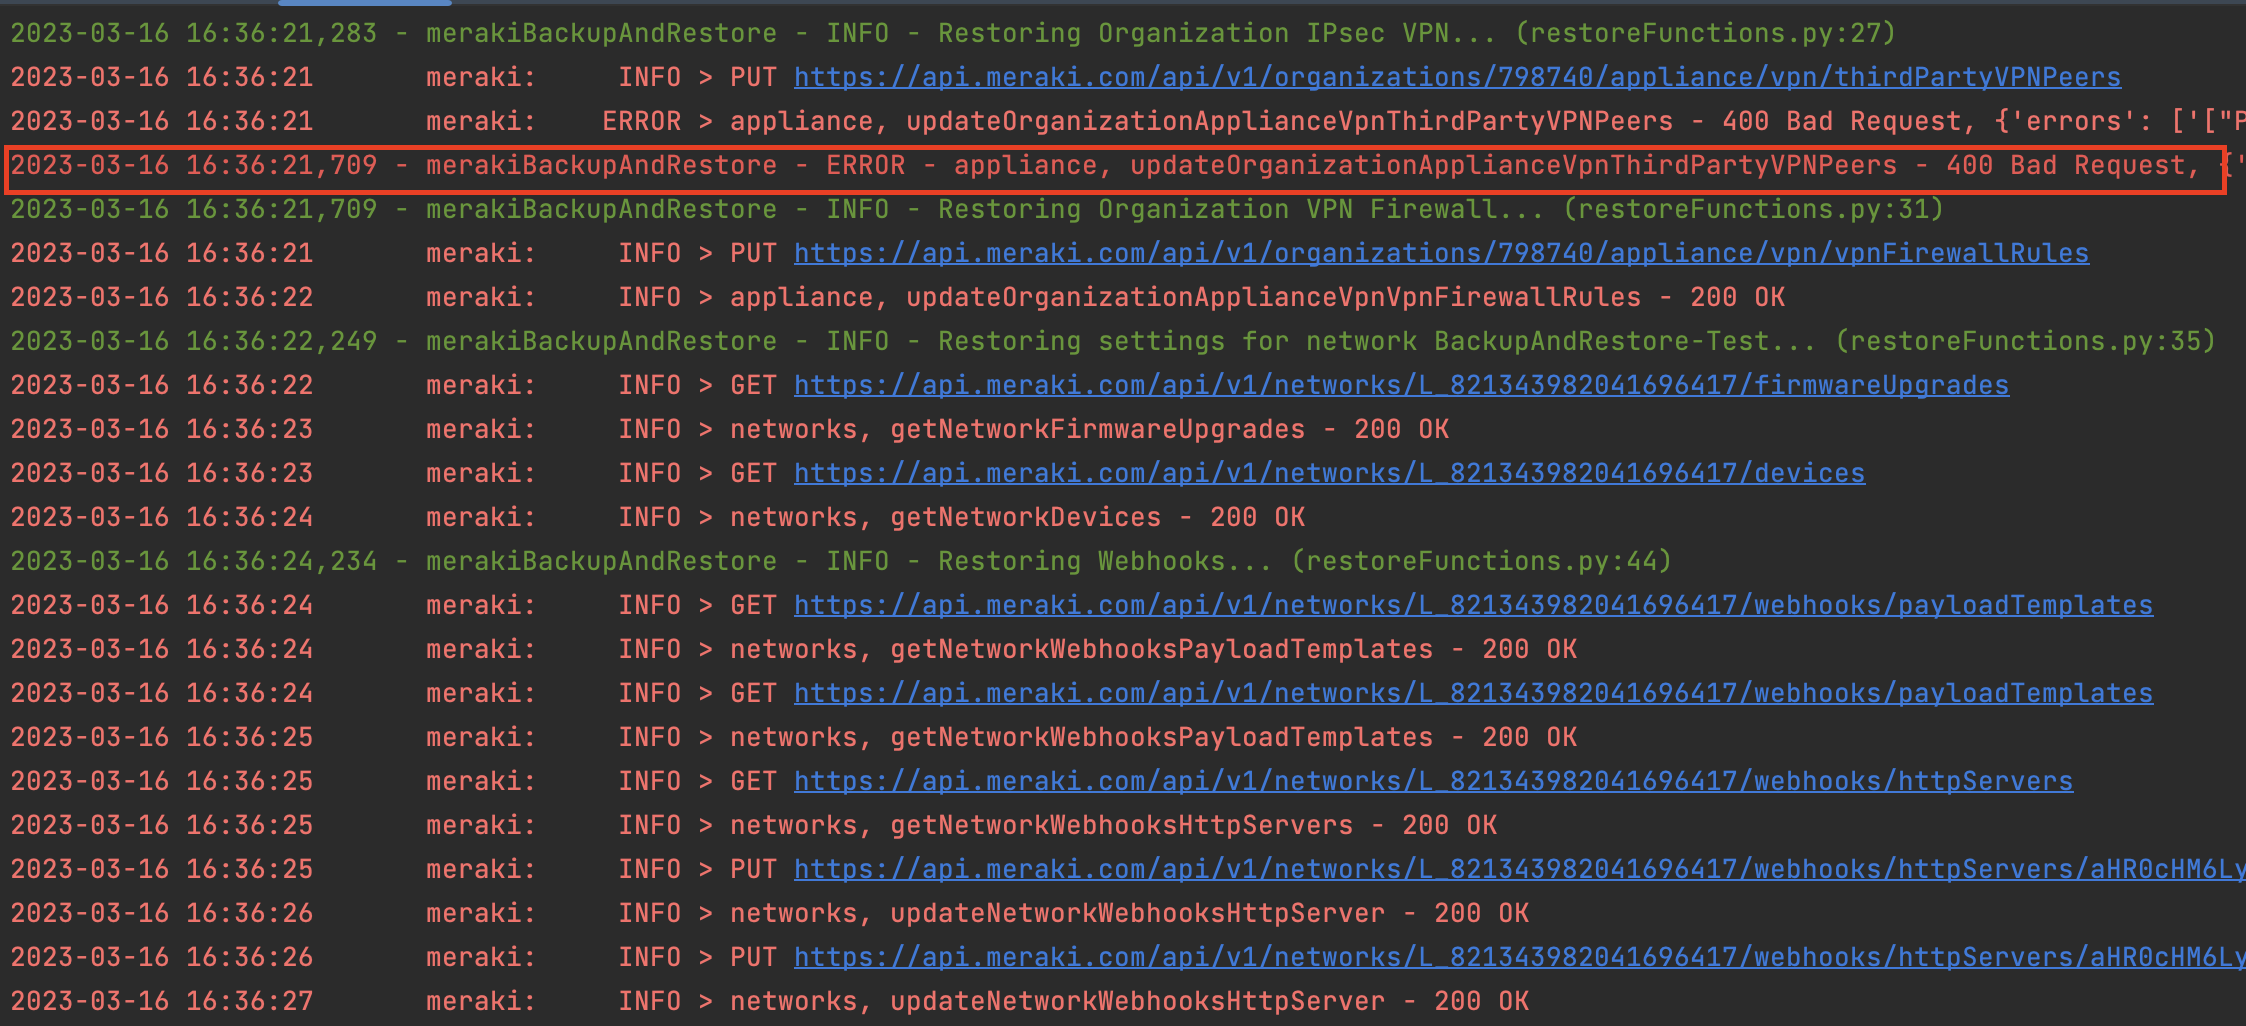 2023-03-16 16:36:21,283 - merakiBackupAndRestore - INFO - Restoring Organization IPsec VPN... (restoreFunctions.py:27)
2023-03-16 16:36:21 meraki: INFO > PUT https://api.meraki.com/api/v1/organizations/798740/appliance/vpn/thirdPartyVPNPeers
2023-03-16 16:36:21 meraki: ERROR > appliance, updateOrganizationApplianceVpnThirdPartyVPNPeers - 400 Bad Request, {'errors': ['["P
2023-03-16 16:36:21,709 - merakiBackupAndRestore - ERROR - appliance, updateOrganizationApplianceVpnThirdPartyVPNPeers - 400 Bad Request, {'
2023-03-16 16:36:21,709 - merakiBackupAndRestore - INFO - Restoring Organization VPN Firewall... (restoreFunctions.py:31)
2023-03-16 16:36:21 meraki: INFO > PUT https://api.meraki.com/api/v1/organizations/798740/appliance/vpn/vpnFirewallRules
2023-03-16 16:36:22 meraki: INFO > appliance, updateOrganizationApplianceVpnVpnFirewallRules - 200 OK
2023-03-16 16:36:22,249 - merakiBackupAndRestore - INFO - Restoring settings for network BackupAndRestore-Test... (restoreFunctions.py:35)
2023-03-16 16:36:22 meraki: INFO > GET https://api.meraki.com/api/v1/networks/L_821343982041696417/firmwareUpgrades
2023-03-16 16:36:23 meraki: INFO > networks, getNetworkFirmwareUpgrades - 200 OK
2023-03-16 16:36:23 meraki: INFO > GET https://api.meraki.com/api/v1/networks/L_821343982041696417/devices
2023-03-16 16:36:24 meraki: INFO > networks, getNetworkDevices - 200 OK
2023-03-16 16:36:24,234 - merakiBackupAndRestore - INFO - Restoring Webhooks... (restoreFunctions.py:44)
2023-03-16 16:36:24 meraki: INFO > GET https://api.meraki.com/api/v1/networks/L_821343982041696417/webhooks/payloadTemplates
2023-03-16 16:36:24 meraki: INFO > networks, getNetworkWebhooksPayloadTemplates - 200 OK
2023-03-16 16:36:24 meraki: INFO > GET https://api.meraki.com/api/v1/networks/L_821343982041696417/webhooks/payloadTemplates
2023-03-16 16:36:25 meraki: INFO > networks, getNetworkWebhooksPayloadTemplates - 200 OK
2023-03-16 16:36:25 meraki: INFO > GET https://api.meraki.com/api/v1/networks/L_821343982041696417/webhooks/httpServers
2023-03-16 16:36:25 meraki: INFO > networks, getNetworkWebhooksHttpServers - 200 OK
2023-03-16 16:36:25 meraki: INFO > PUT https://api.meraki.com/api/v1/networks/L_821343982041696417/webhooks/httpServers/aHR0cHM6Ly
2023-03-16 16:36:26 meraki: INFO > networks, updateNetworkWebhooksHttpServer - 200 OK
2023-03-16 16:36:26 meraki: INFO > PUT https://api.meraki.com/api/v1/networks/L_821343982041696417/webhooks/httpServers/aHR0cHM6Ly
2023-03-16 16:36:27 meraki: INFO > networks, updateNetworkWebhooksHttpServer - 200 OK